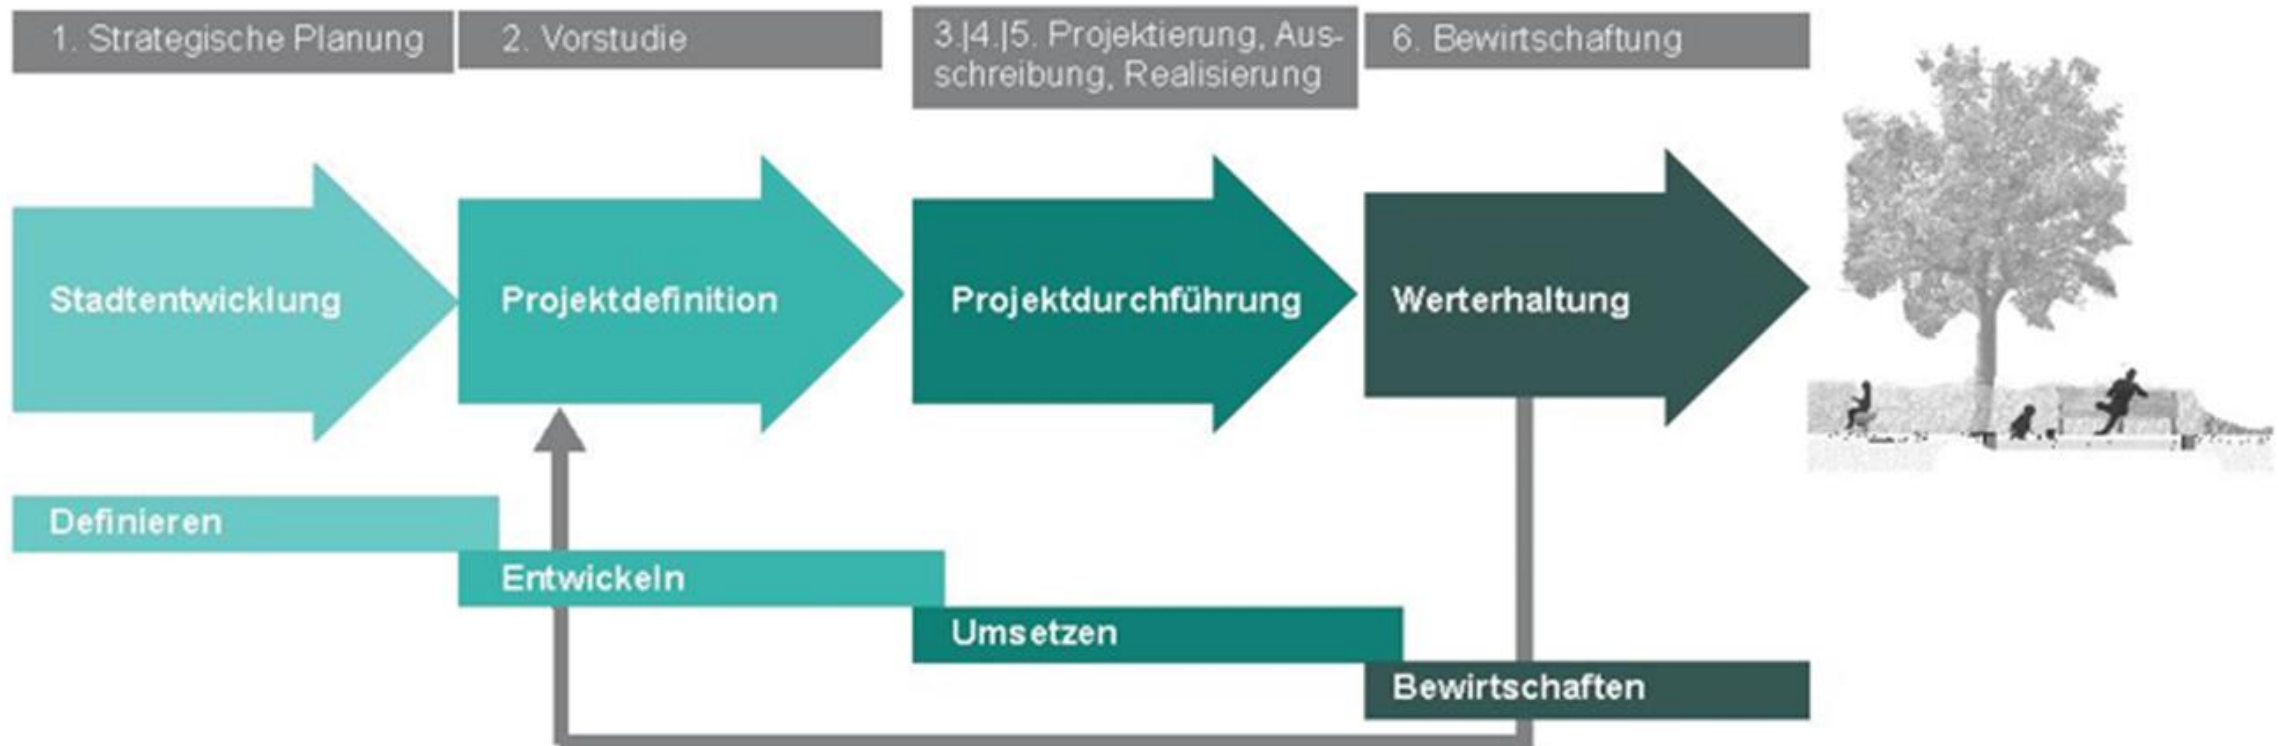 1. Strategische Planung
2. Vorstudie
3.|4.|5. Projektierung, Aus-
schreibung, Realisierung
6. Bewirtschaftung
Stadtentwicklung
Projektdefinition
Projektdurchführung
Werterhaltung
Definieren
Entwickeln
Umsetzen
Bewirtschaften